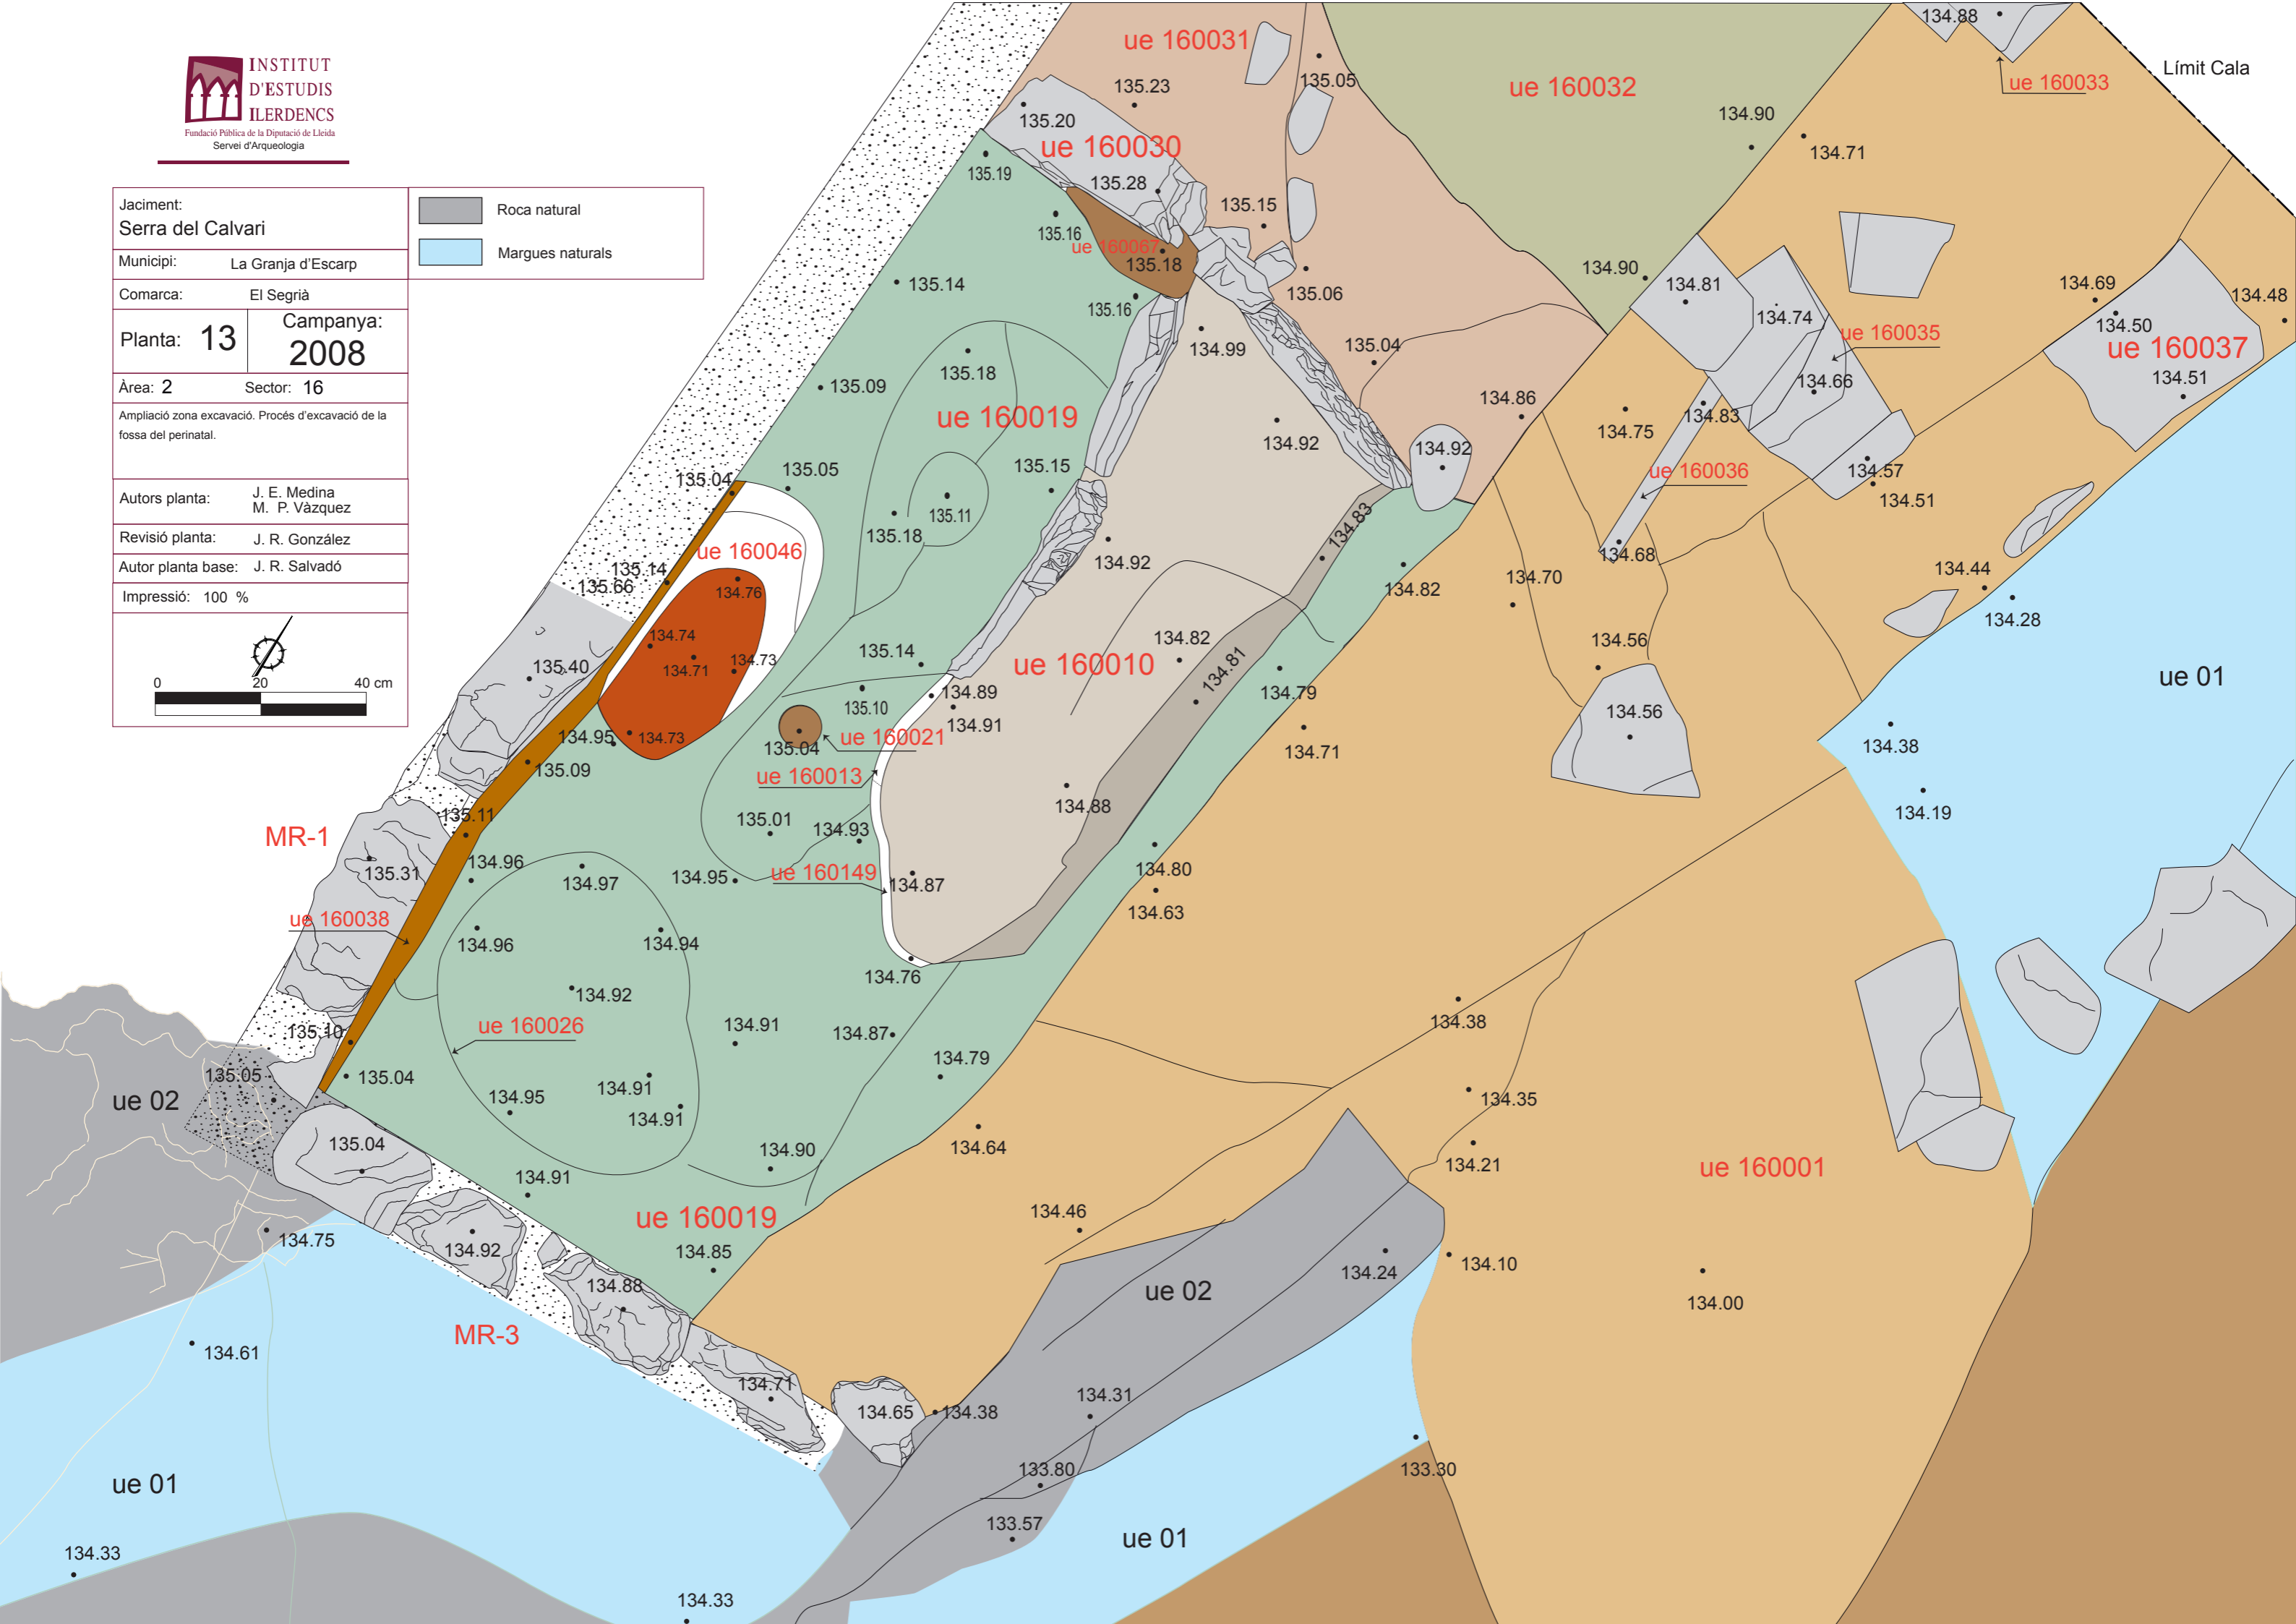 INSTITUT
D'ESTUDIS
ILERDENCS
Fundació Pública de la Diputació de Lleida
Servei d'Arqueologia
Jaciment:
Serra del Calvari
Municipi: La Granja d'Escarp
Comarca: El Segrià
Planta: 13 Campanya: 2008
Àrea: 2 Sector: 16
Ampliació zona excavació. Procés d'excavació de la
fossa del perinatal.
Autors planta: J. E. Medina
M. P. Vàzquez
Revisió planta: J. R. González
Autor planta base: J. R. Salvadó
Impressió: 100 %
0 20 40 cm
Roca natural
Margues naturals
134.88
ue 160031
Límit Cala
135.05
ue 160033
135.23
ue 160032
135.20
134.90
ue 160030
134.71
135.19
135.28
135.15
135.16
ue 160067
135.18
134.90
135.14
134.81
134.69
135.06
134.48
135.16
134.74
134.50
ue 160035
135.04
134.99
ue 160037
135.18
134.66
134.51
135.09
134.86
ue 160019
134.83
134.75
134.92
134.92
135.05
135.15
ue 160036
134.57
135.04
134.51
135.11
135.18
134.83
ue 160046
134.68
134.92
135.14
134.44
135.66
134.70
134.76
134.82
134.28
134.74
134.82
134.56
135.14
134.73
135.40
134.71
ue 160010
134.81
ue 01
134.89
134.79
135.10
134.91
134.56
134.95
134.73
ue 160021
135.04
134.71
134.38
135.09
ue 160013
134.88
134.19
135.11
135.01
134.93
MR-1
134.96
134.80
135.31
134.97
134.95
ue 160149
134.87
134.63
ue 160038
134.96
134.94
134.76
134.92
134.38
ue 160026
134.91
134.87
135.10
134.79
135.05
135.04
134.91
134.95
134.35
ue 02
134.91
135.04
134.64
134.90
134.21
ue 160001
134.91
134.46
ue 160019
134.75
134.92
134.85
134.10
134.24
134.88
ue 02
134.00
MR-3
134.61
134.71
134.31
134.65
134.38
133.80
133.30
ue 01
133.57
ue 01
134.33
134.33